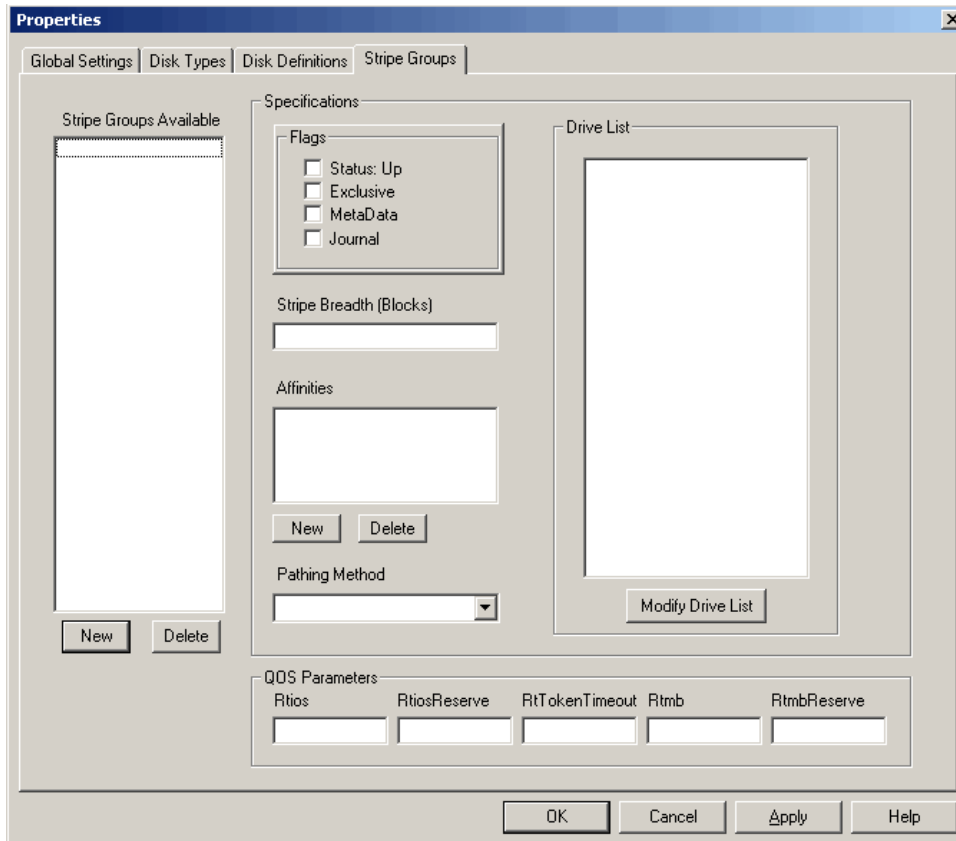 Properties
Global Settings
Disk Types
Disk Definitions
Stripe Groups
Stripe Groups Available
New
Delete
Specifications
Flags
Status: Up
Exclusive
MetaData
Journal
Stripe Breadth (Blocks)
Affinities
New
Delete
Pathing Method
Drive List
Modify Drive List
QOS Parameters
Rtios
RtiosReserve
RtTokenTimeout
Rtmb
RtmbReserve
OK
Cancel
Apply
Help